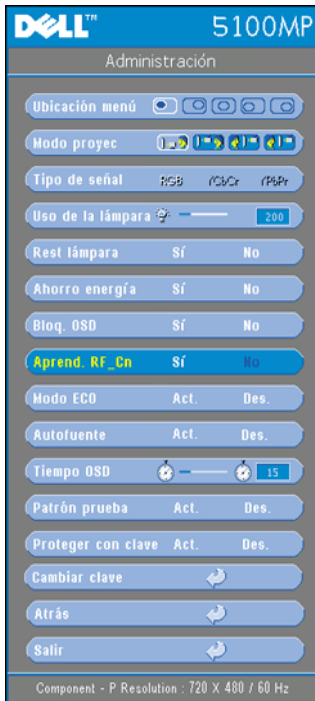 DELL™ 5100MP
Administración
Ubicación menú
Modo proyec
Tipo de señal RGB YCbCr YPbPr
Uso de la lámpara 200
Rest lámpara Sí No
Ahorro energía Sí No
Bloq. OSD Sí No
Aprend. RF_Cn Sí No
Modo ECO Act. Des.
Autofuente Act. Des.
Tiempo OSD 15
Patrón prueba Act. Des.
Proteger con clave Act. Des.
Cambiar clave
Atrás
Salir
Component - P Resolution : 720 X 480 / 60 Hz